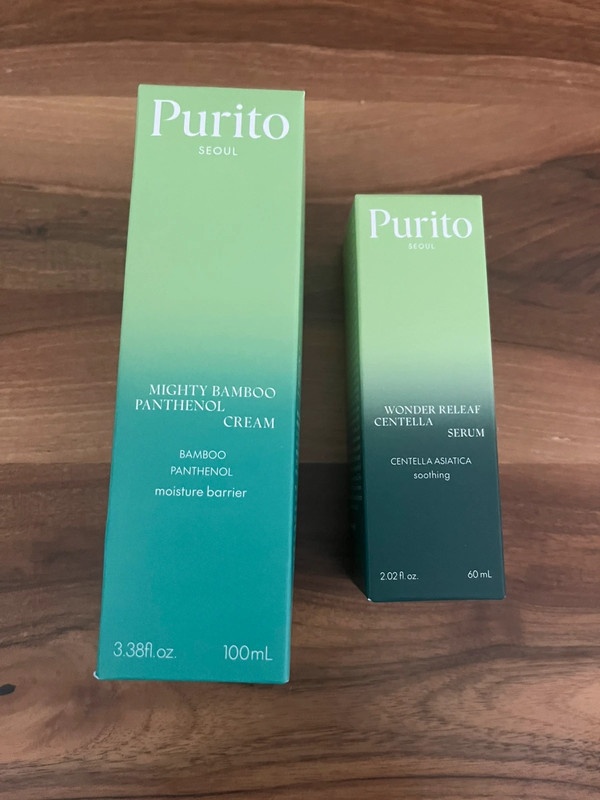 Purito
SEOUL
MIGHTY BAMBOO
PANTHENOL
CREAM
BAMBOO
PANTHENOL
moisture barrier
3.38fl.oz. 100mL
Purito
SEOUL
WONDER RELEAF
CENTELLA
SERUM
CENTELLA ASIATICA
soothing
2.02 fl. oz. 60 mL